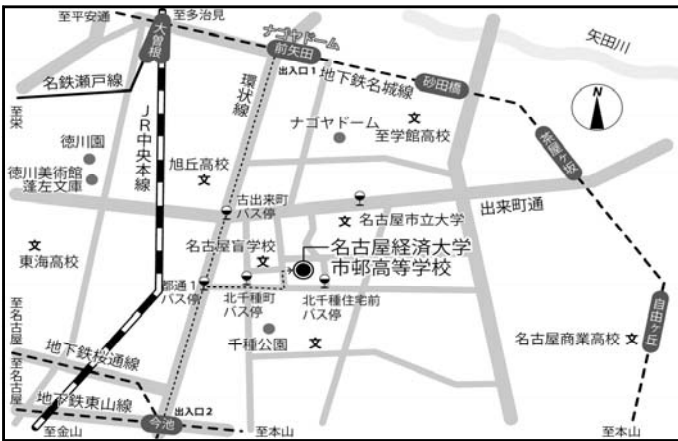 至平安通
至多治見
大曽根
ナゴヤドーム
前矢田
出入口1
地下鉄名城線
砂田橋
矢田川
N
名鉄瀬戸線
至栄
JR中央本線
環状線
ナゴヤドーム
至学館高校
茶屋ヶ坂
徳川園
徳川美術館
蓬左文庫
旭丘高校
古出来町
バス停
名古屋市立大学
出来町通
東海高校
名古屋盲学校
名古屋経済大学
市邨高等学校
都通1
バス停
北千種町
バス停
北千種住宅前
バス停
千種公園
名古屋商業高校
自由ヶ丘
至名古屋
地下鉄桜通線
至名古屋
地下鉄東山線
出入口2
今池
至金山
至本山
至本山